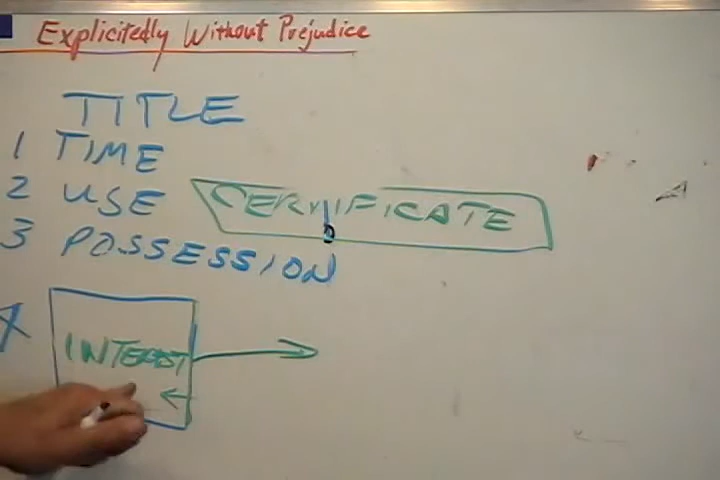 Explicitedly Without Prejudice
TITLE
1 TIME
2 USE
CERTIFICATE
3 POSSESSION
INTEREST